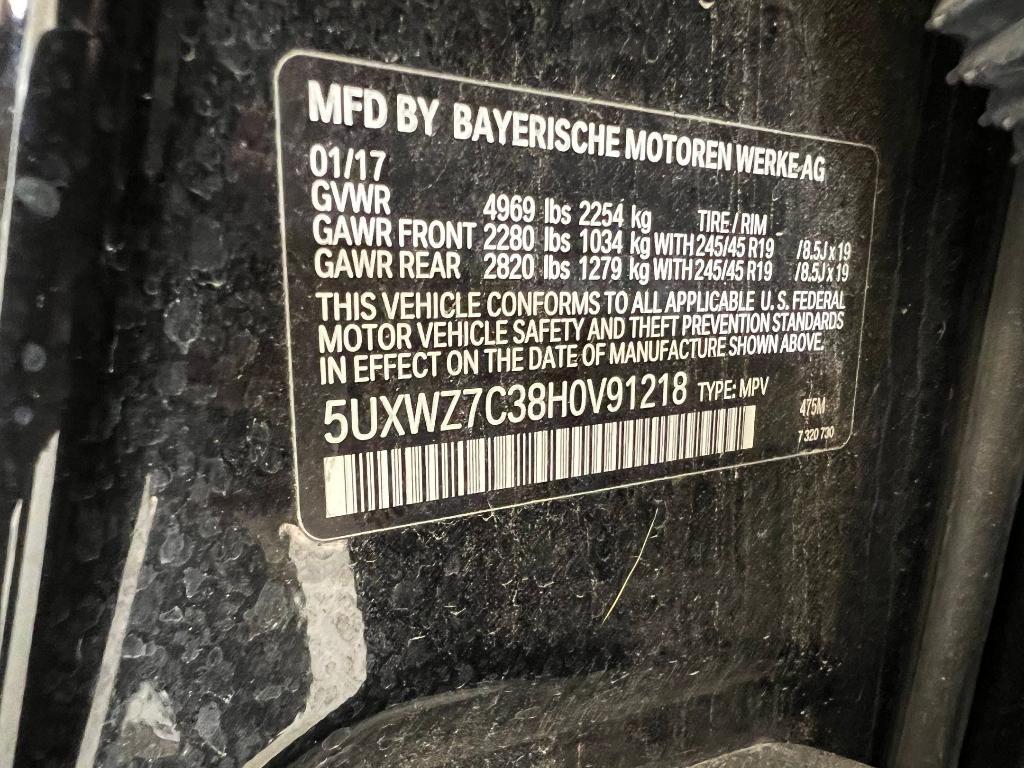 MFD BY BAYERISCHE MOTOREN WERKE AG
01/17
GVWR 4969 lbs 2254 kg TIRE / RIM
GAWR FRONT 2280 lbs 1034 kg WITH 245/45 R19 /8.5J x 19
GAWR REAR 2820 lbs 1279 kg WITH 245/45 R19 /8.5J x 19
THIS VEHICLE CONFORMS TO ALL APPLICABLE U.S. FEDERAL
MOTOR VEHICLE SAFETY AND THEFT PREVENTION STANDARDS
IN EFFECT ON THE DATE OF MANUFACTURE SHOWN ABOVE.
5UXWZ7C38H0V91218 TYPE: MPV
475M
7 320 730